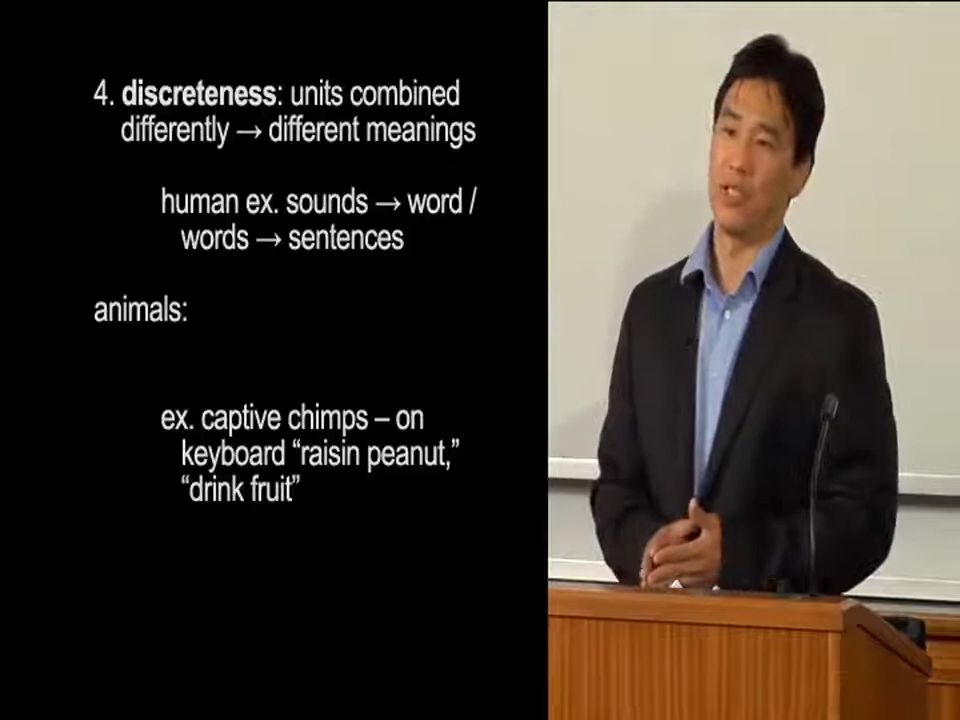 4. discreteness: units combined
differently → different meanings
human ex. sounds → word /
words → sentences
animals:
ex. captive chimps – on
keyboard “raisin peanut,”
“drink fruit”